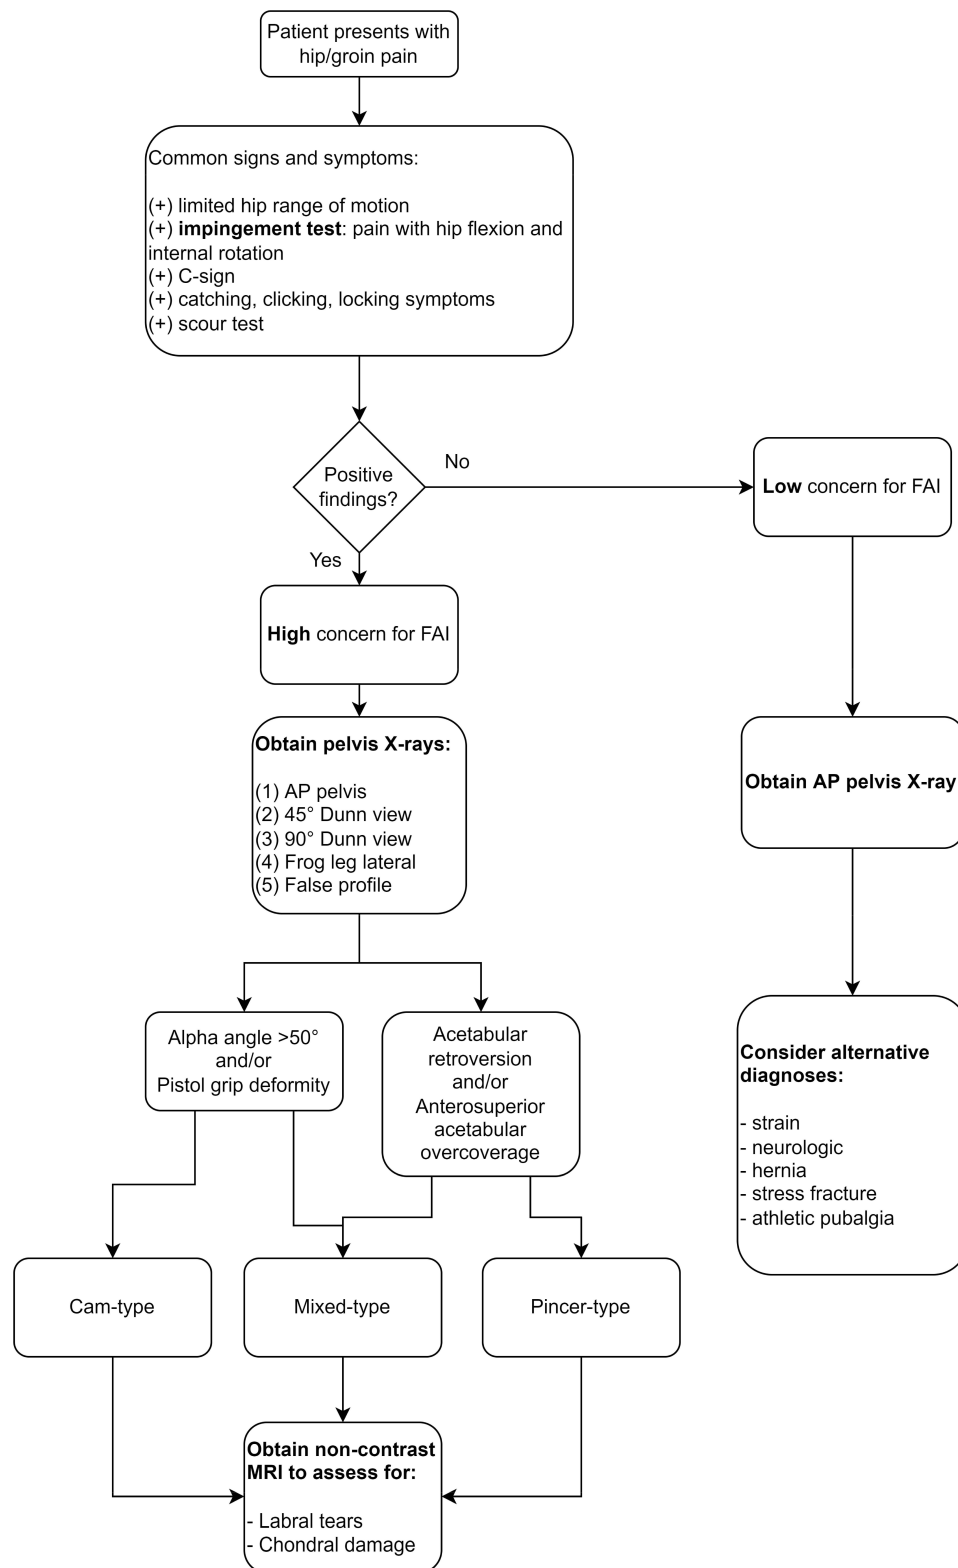 Patient presents with
hip/groin pain
Common signs and symptoms:
(+) limited hip range of motion
(+) impingement test: pain with hip flexion and
internal rotation
(+) C-sign
(+) catching, clicking, locking symptoms
(+) scour test
Positive
findings?
No
Low concern for FAI
Yes
High concern for FAI
Obtain pelvis X-rays:
(1) AP pelvis
(2) 45° Dunn view
(3) 90° Dunn view
(4) Frog leg lateral
(5) False profile
Obtain AP pelvis X-ray
Alpha angle >50°
and/or
Pistol grip deformity
Acetabular
retroversion
and/or
Anterosuperior
acetabular
overcoverage
Consider alternative
diagnoses:
- strain
- neurologic
- hernia
- stress fracture
- athletic pubalgia
Cam-type
Mixed-type
Pincer-type
Obtain non-contrast
MRI to assess for:
- Labral tears
- Chondral damage